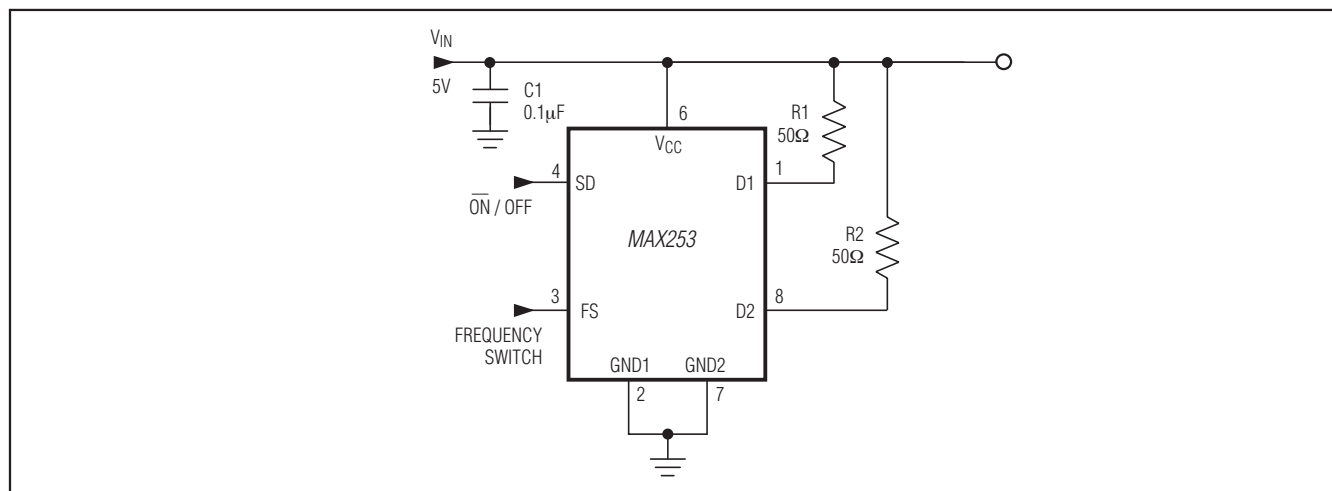 VIN
5V
C1
0.1μF
6
VCC
R1
50Ω
4
SD
D1
1
ON / OFF
MAX253
R2
50Ω
3
FS
D2
8
FREQUENCY
SWITCH
GND1
GND2
2
7